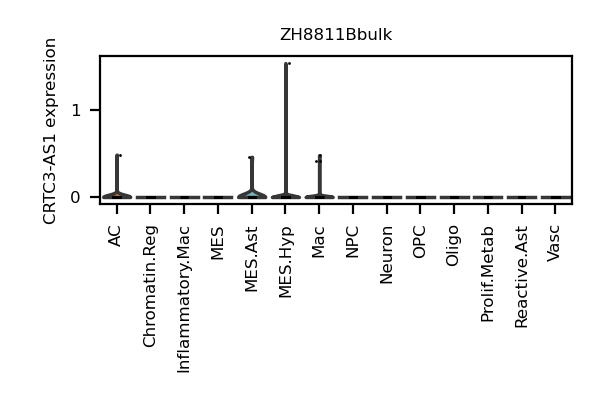 ZH8811Bbulk
CRTC3-AS1 expression
1
0
AC
Chromatin.Reg
Inflammatory.Mac
MES
MES.Ast
MES.Hyp
Mac
NPC
Neuron
OPC
Oligo
Prolif.Metab
Reactive.Ast
Vasc